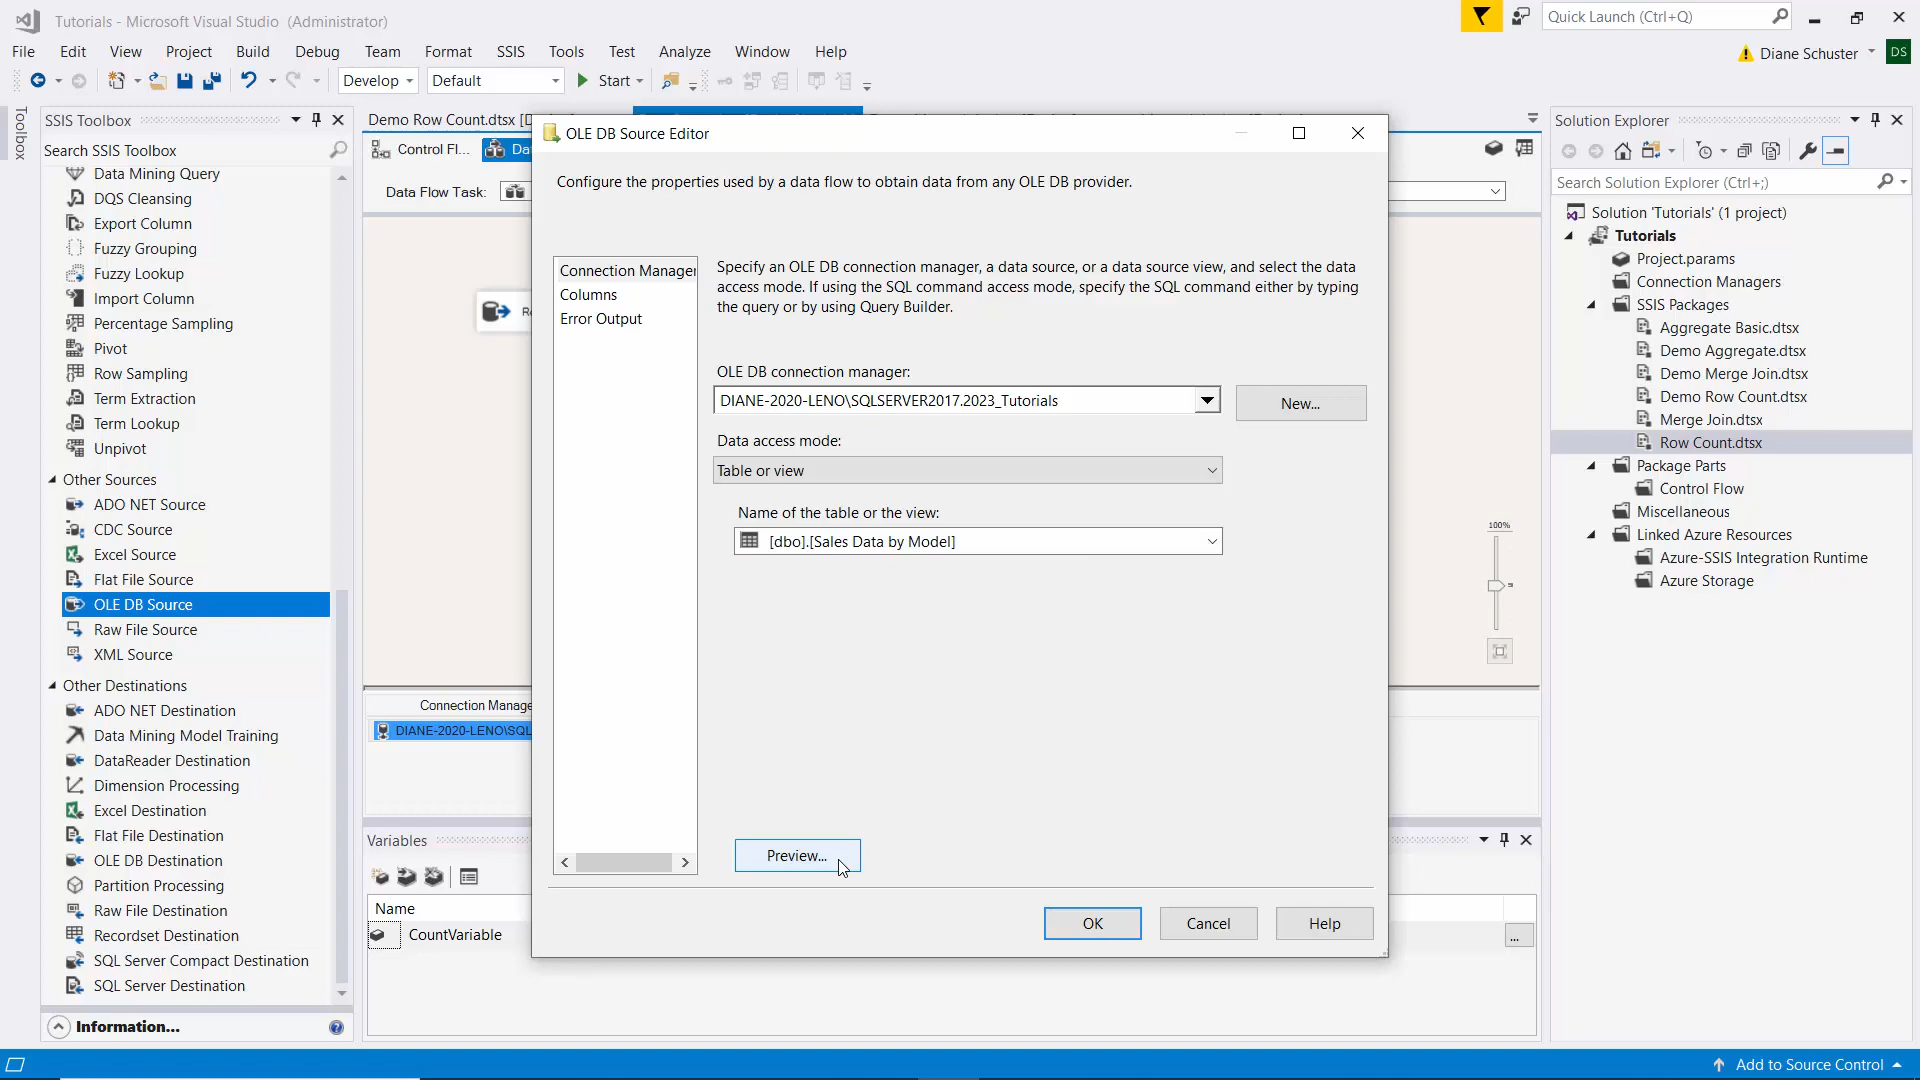 Tutorials - Microsoft Visual Studio (Administrator)
Quick Launch (Ctrl+Q)
File Edit View Project Build Debug Team Format SSIS Tools Test Analyze Window Help
Diane Schuster
DS
Develop
Default
Start
Toolbox
SSIS Toolbox
Search SSIS Toolbox
Data Mining Query
DQS Cleansing
Export Column
Fuzzy Grouping
Fuzzy Lookup
Import Column
Percentage Sampling
Pivot
Row Sampling
Term Extraction
Term Lookup
Unpivot
Other Sources
ADO NET Source
CDC Source
Excel Source
Flat File Source
OLE DB Source
Raw File Source
XML Source
Other Destinations
ADO NET Destination
Data Mining Model Training
DataReader Destination
Dimension Processing
Excel Destination
Flat File Destination
OLE DB Destination
Partition Processing
Raw File Destination
Recordset Destination
SQL Server Compact Destination
SQL Server Destination
Information...
Demo Row Count.dtsx [D
Control Fl...
Da
Data Flow Task:
R
100%
Connection Manage
DIANE-2020-LENO\SQL
Variables
Name
CountVariable
...
OLE DB Source Editor
Configure the properties used by a data flow to obtain data from any OLE DB provider.
Connection Manager
Columns
Error Output
Specify an OLE DB connection manager, a data source, or a data source view, and select the data
access mode. If using the SQL command access mode, specify the SQL command either by typing
the query or by using Query Builder.
OLE DB connection manager:
DIANE-2020-LENO\SQLSERVER2017.2023_Tutorials
New...
Data access mode:
Table or view
Name of the table or the view:
[dbo].[Sales Data by Model]
Preview...
OK
Cancel
Help
Solution Explorer
Search Solution Explorer (Ctrl+;)
Solution 'Tutorials' (1 project)
Tutorials
Project.params
Connection Managers
SSIS Packages
Aggregate Basic.dtsx
Demo Aggregate.dtsx
Demo Merge Join.dtsx
Demo Row Count.dtsx
Merge Join.dtsx
Row Count.dtsx
Package Parts
Control Flow
Miscellaneous
Linked Azure Resources
Azure-SSIS Integration Runtime
Azure Storage
Add to Source Control